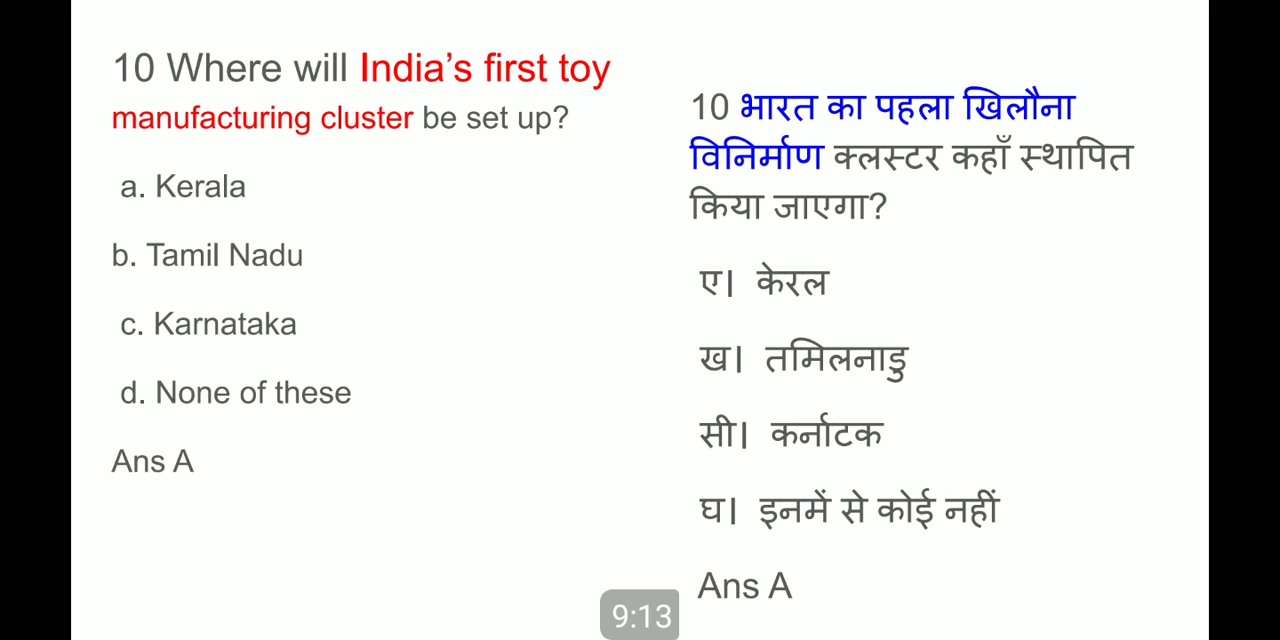 10 Where will India’s first toy
manufacturing cluster be set up?
a. Kerala
b. Tamil Nadu
c. Karnataka
d. None of these
Ans A
10 भारत का पहला खिलौना
विनिर्माण क्लस्टर कहाँ स्थापित
किया जाएगा?
ए। केरल
ख। तमिलनाडु
सी। कर्नाटक
घ। इनमें से कोई नहीं
Ans A
9:13